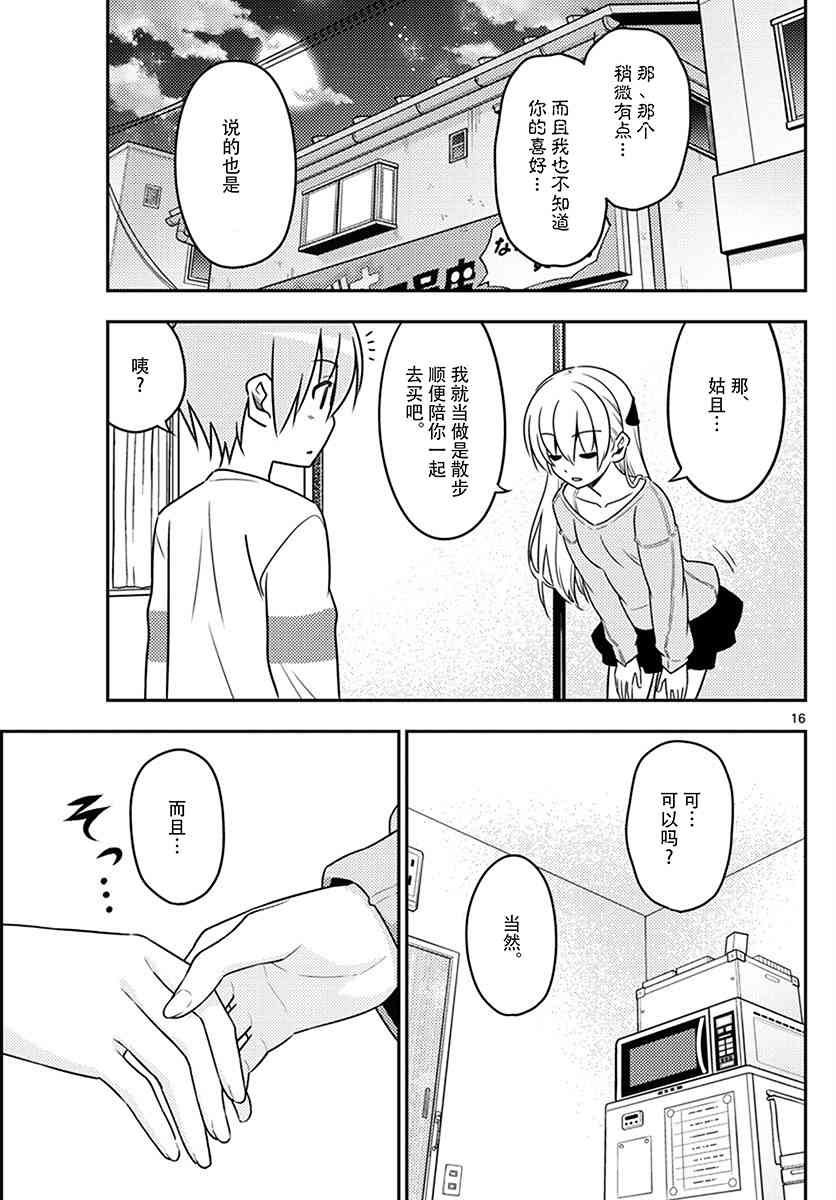 那、那个
稍微有点…
而且我也不知道
你的喜好…
说的也是
な
那、
姑且…
我就当做是散步
顺便陪你一起
去买吧。
咦?
16
可…
可以吗?
当然。
而且…
そっ…